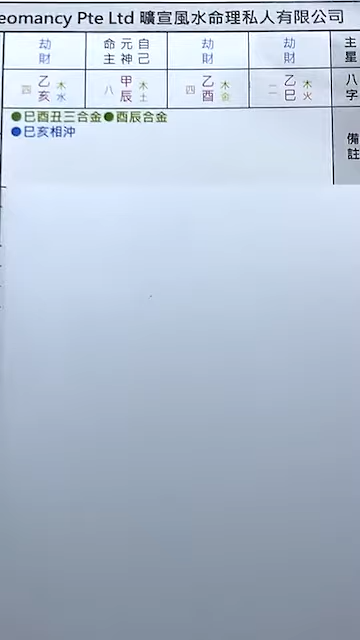 eomancy Pte Ltd 曠宣風水命理私人有限公司
劫 命元自 劫 劫 主
財 主神己 財 財 星
四 乙木 八 甲木 四 乙木 乙木 八
亥水 辰土 酉金 巳火 字
●巳酉丑三合金●酉辰合金
●巳亥相沖
備
註